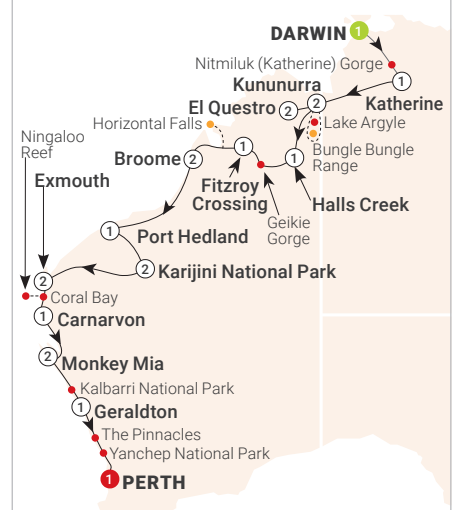 DARWIN 1
Nitmiluk (Katherine) Gorge
1
Katherine
Kununurra
2
El Questro 2
Lake Argyle
Horizontal Falls
Bungle Bungle
Range
Ningaloo
Reef
Broome 2
1
1
Fitzroy
Crossing
Halls Creek
Geikie
Gorge
Exmouth
1
Port Hedland
2 Karijini National Park
2
Coral Bay
1
Carnarvon
2
Monkey Mia
Kalbarri National Park
1
Geraldton
The Pinnacles
Yanchep National Park
1 PERTH